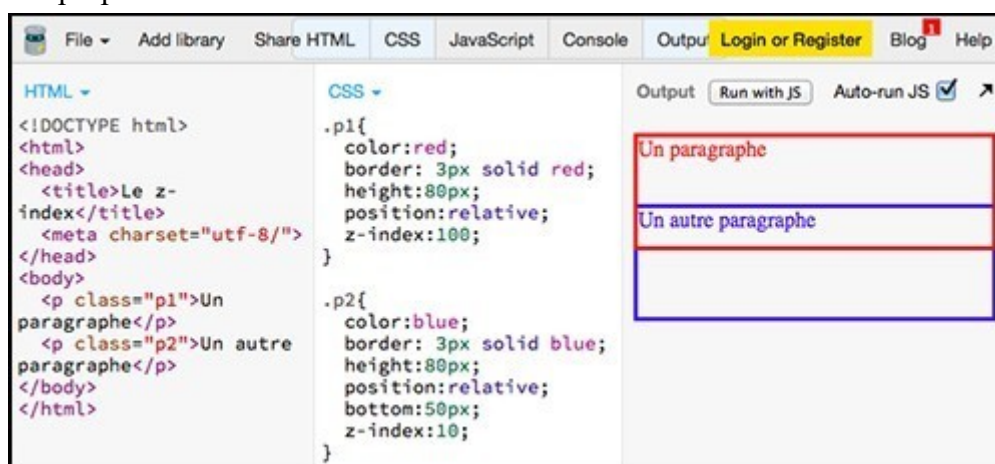 File Add library Share HTML CSS JavaScript Console Output Login or Register Blog 1 Help
HTML
<!DOCTYPE html>
<html>
<head>
<title>Le z-
index</title>
<meta charset="utf-8/">
</head>
<body>
<p class="p1">Un
paragraphe</p>
<p class="p2">Un autre
paragraphe</p>
</body>
</html>
CSS
.p1{
color:red;
border: 3px solid red;
height:80px;
position:relative;
z-index:100;
}
.p2{
color:blue;
border: 3px solid blue;
height:80px;
position:relative;
bottom:50px;
z-index:10;
}
Output Run with JS Auto-run JS
Un paragraphe
Un autre paragraphe